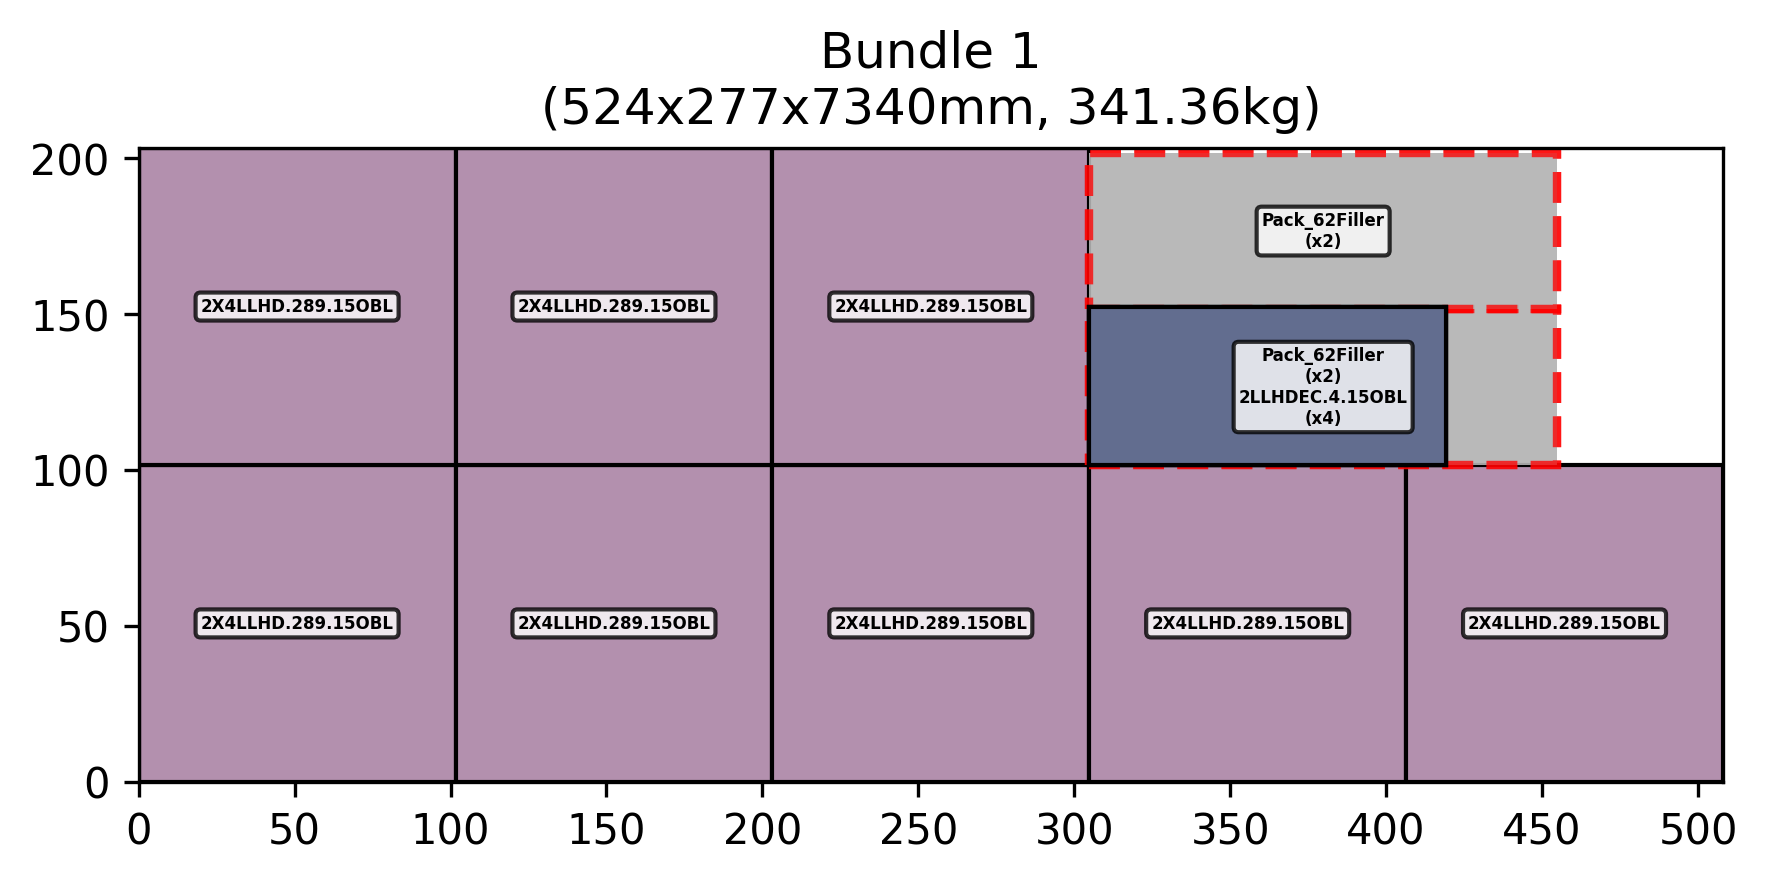 Bundle 1
(524x277x7340mm, 341.36kg)
200
150
100
50
0
2X4LLHD.289.15OBL
2X4LLHD.289.15OBL
2X4LLHD.289.15OBL
Pack_62Filler
(x2)
Pack_62Filler
(x2)
2LLHDEC.4.15OBL
(x4)
2X4LLHD.289.15OBL
2X4LLHD.289.15OBL
2X4LLHD.289.15OBL
2X4LLHD.289.15OBL
2X4LLHD.289.15OBL
0 50 100 150 200 250 300 350 400 450 500